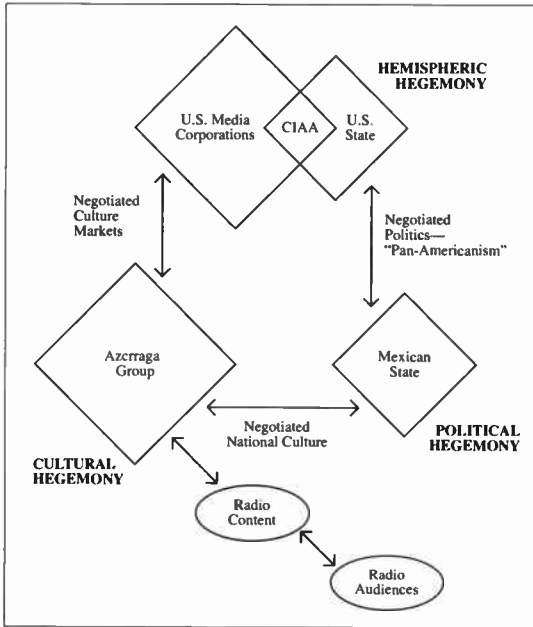 HEMISPERIC
HEGEMONY
U.S. Media
Corporations
CIAA
U.S.
State
Negotiated
Culture
Markets
Negotiated
Politics—
"Pan-Americanism"
Azcrraga
Group
Mexican
State
Negotiated
National Culture
CULTURAL
HEGEMONY
POLITICAL
HEGEMONY
Radio
Content
Radio
Audiences